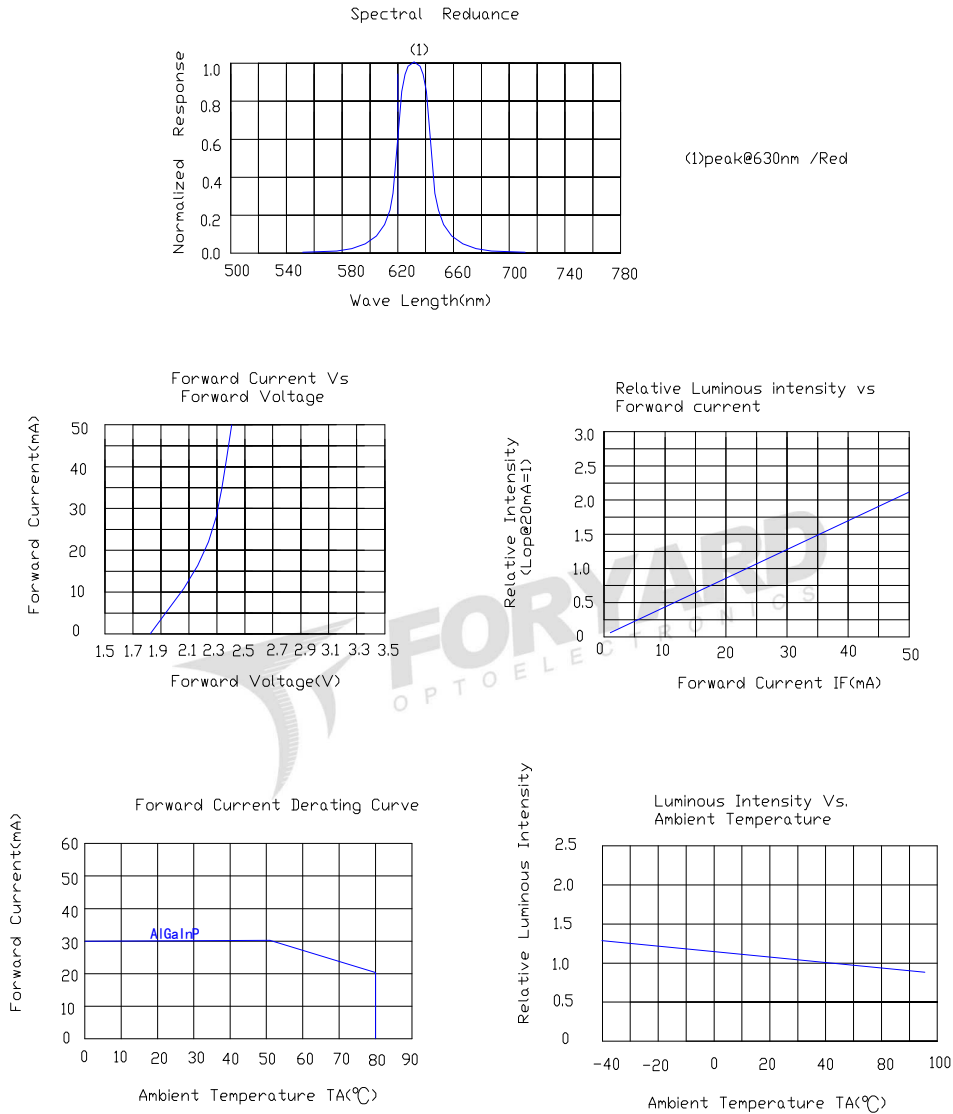 Spectral Reduance
(1)
Normalized Response
1.0
0.8
0.6
0.4
0.2
0.0
500 540 580 620 660 700 740 780
Wave Length(nm)
(1)peak@630nm /Red
Forward Current Vs
Forward Voltage
Forward Current(mA)
50
40
30
20
10
0
1.5 1.7 1.9 2.1 2.3 2.5 2.7 2.9 3.1 3.3 3.5
Forward Voltage(V)
Relative Luminous intensity vs
Forward current
Relative Intensity
(Lop@20mA=1)
3.0
2.5
2.0
1.5
1.0
0.5
0
0 10 20 30 40 50
Forward Current IF(mA)
FORYARD
OPTOELECTRONICS
Forward Current Derating Curve
Forward Current(mA)
60
50
40
30
20
10
0
AlGaInP
0 10 20 30 40 50 60 70 80 90
Ambient Temperature TA(℃)
Luminous Intensity Vs.
Ambient Temperature
Relative Luminous Intensity
2.5
2.0
1.5
1.0
0.5
0
-40 -20 0 20 40 60 80 100
Ambient Temperature TA(℃)